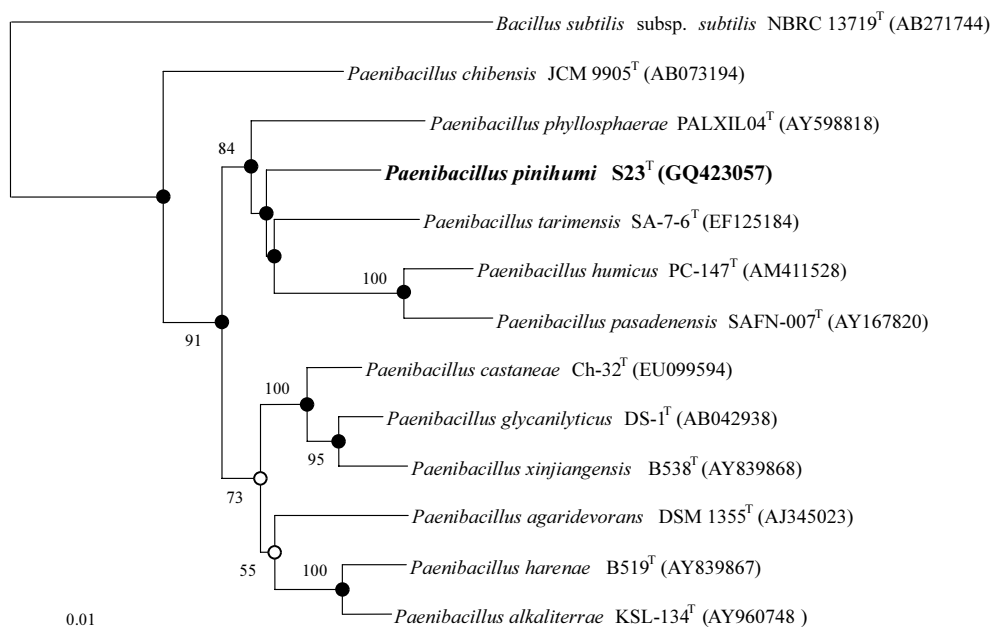 Bacillus subtilis subsp. subtilis NBRC 13719T (AB271744)
Paenibacillus chibensis JCM 9905T (AB073194)
Paenibacillus phyllosphaerae PALXIL04T (AY598818)
84
Paenibacillus pinihumi S23T (GQ423057)
Paenibacillus tarimensis SA-7-6T (EF125184)
Paenibacillus humicus PC-147T (AM411528)
100
Paenibacillus pasadenensis SAFN-007T (AY167820)
91
Paenibacillus castaneae Ch-32T (EU099594)
100
Paenibacillus glycanilyticus DS-1T (AB042938)
95
Paenibacillus xinjiangensis B538T (AY839868)
73
Paenibacillus agaridevorans DSM 1355T (AJ345023)
55
100
Paenibacillus harenae B519T (AY839867)
Paenibacillus alkaliterrae KSL-134T (AY960748 )
0.01